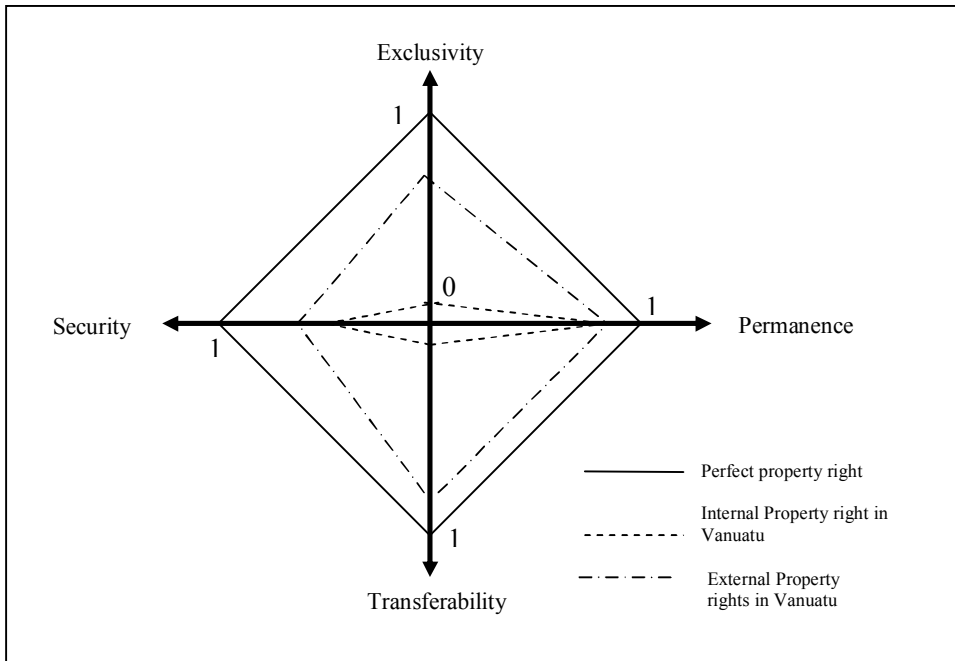 Exclusivity
1
0
Security
1
1
Permanence
1
Transferability
Perfect property right
Internal Property right in
Vanuatu
External Property
rights in Vanuatu